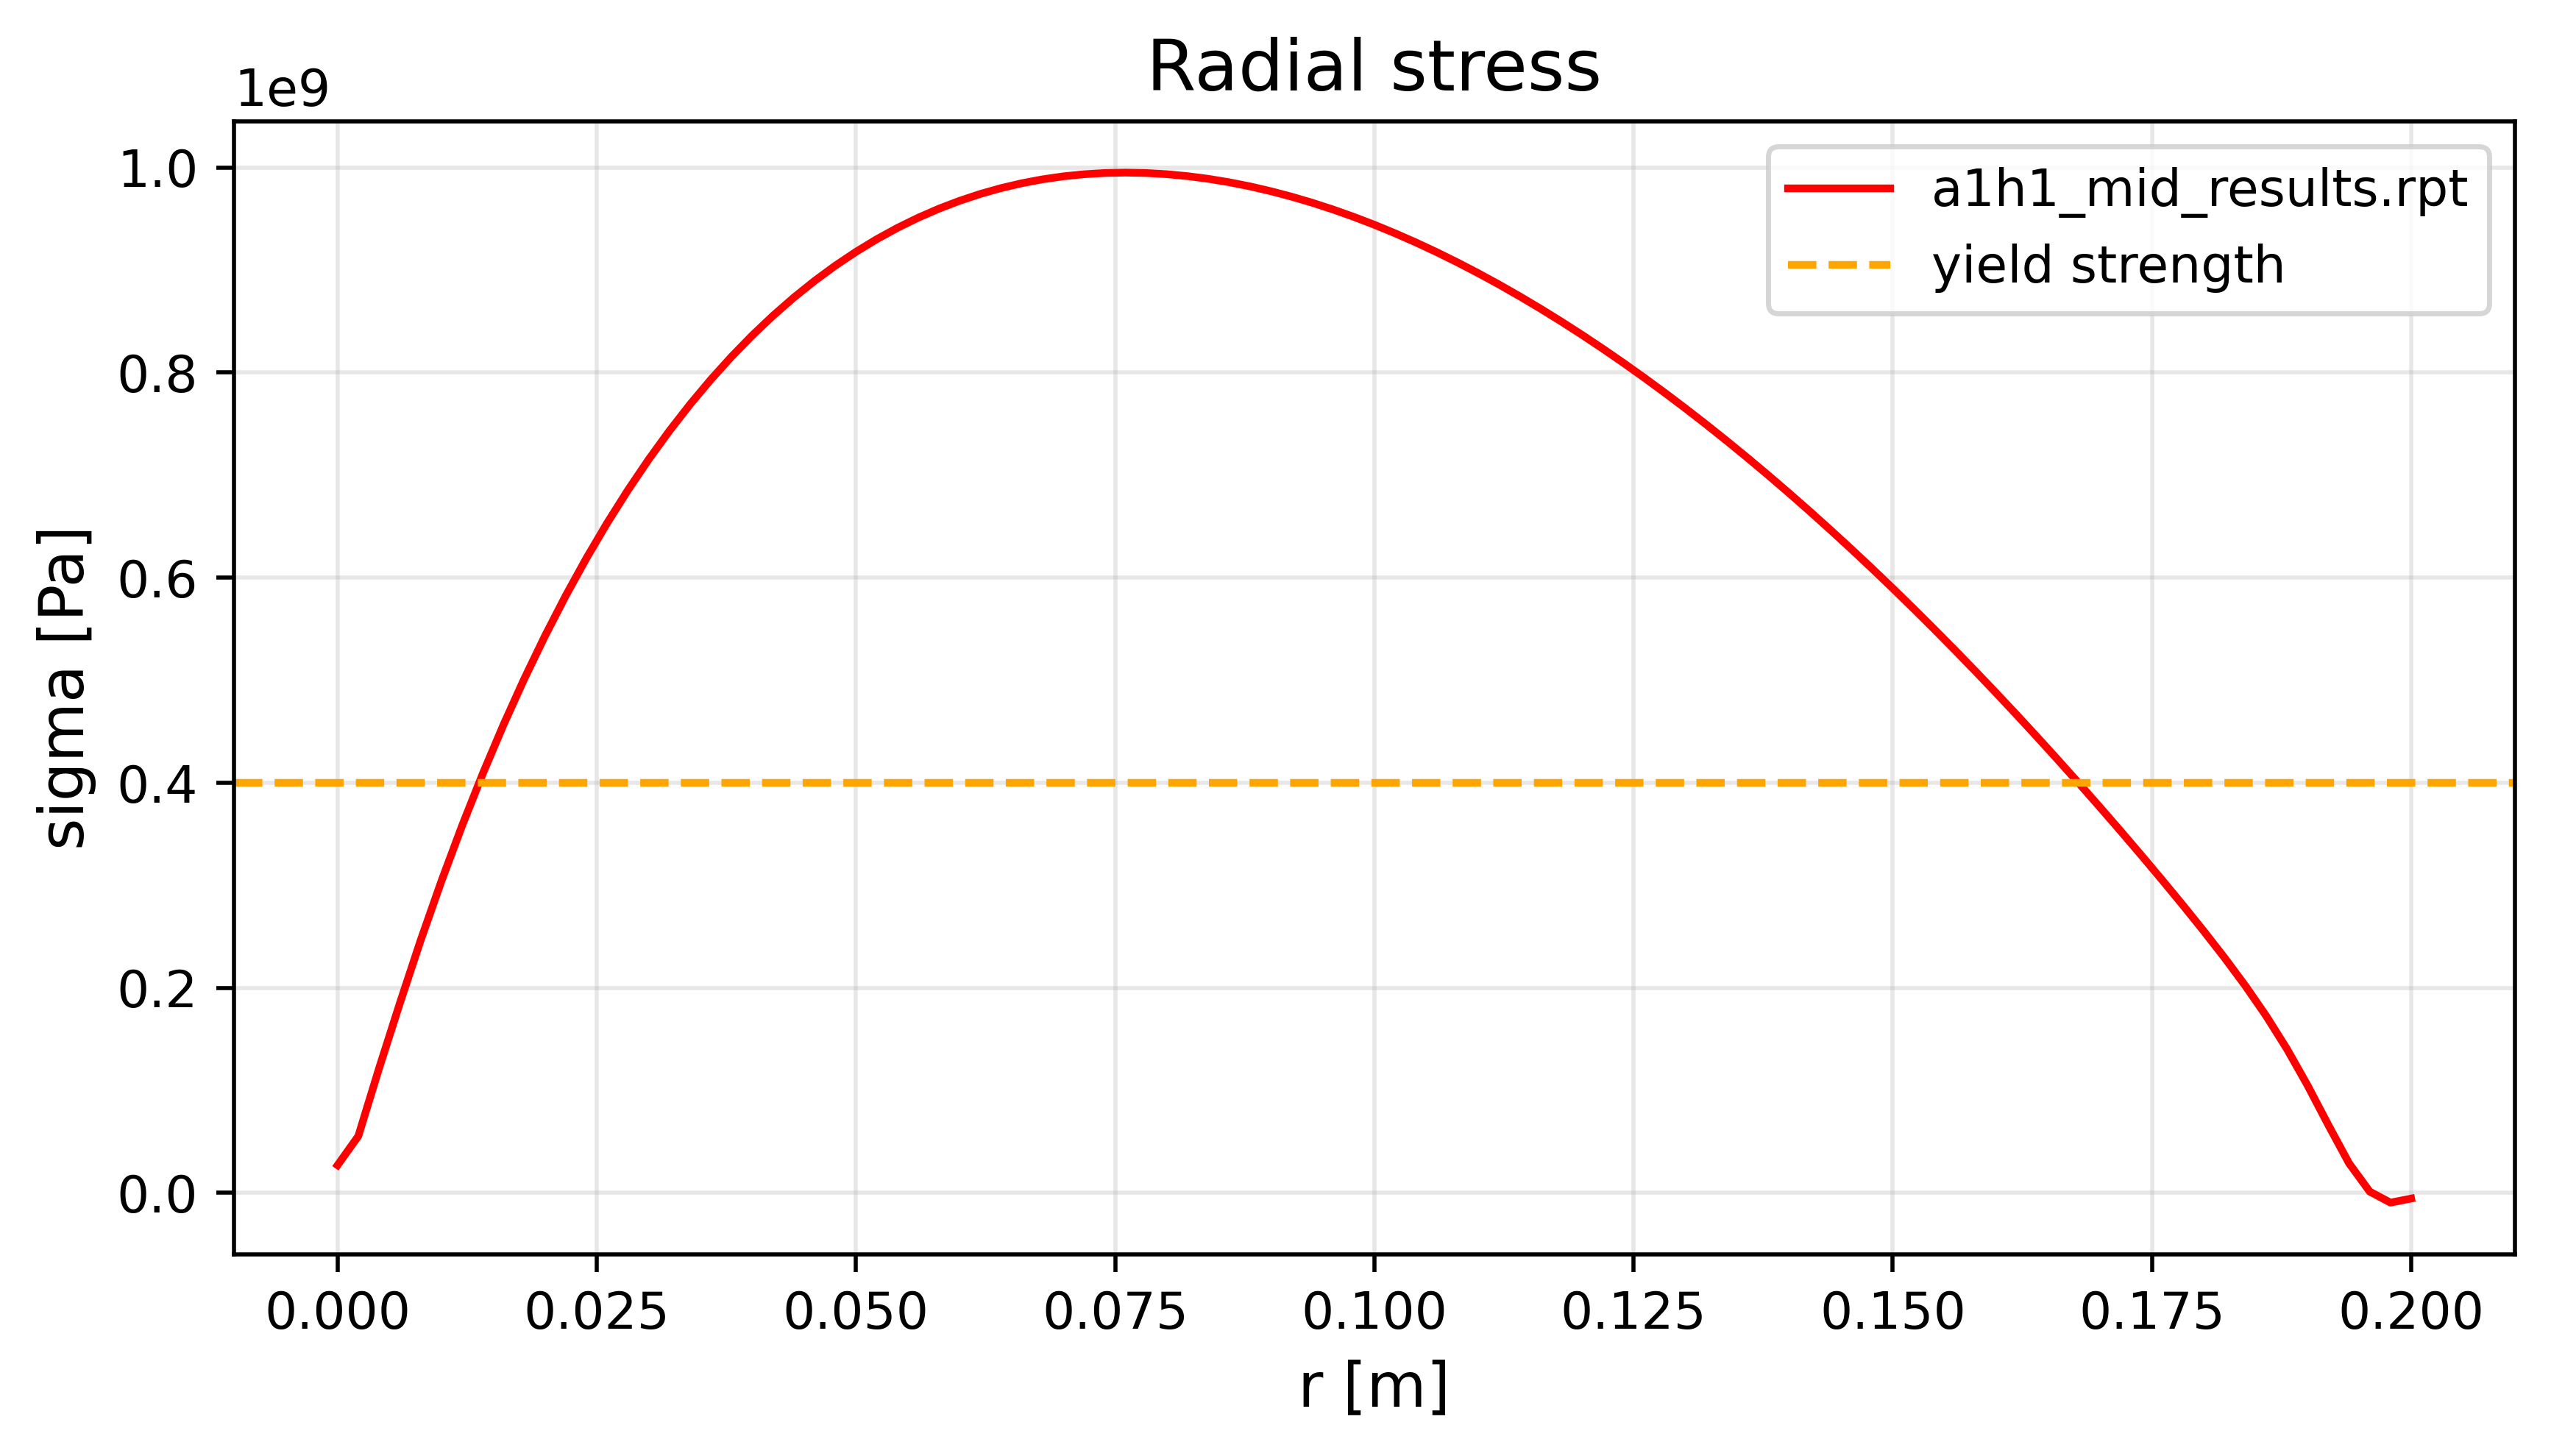 Radial stress
1e9
a1h1_mid_results.rpt
yield strength
1.0
0.8
0.6
0.4
0.2
0.0
sigma [Pa]
0.000 0.025 0.050 0.075 0.100 0.125 0.150 0.175 0.200
r [m]